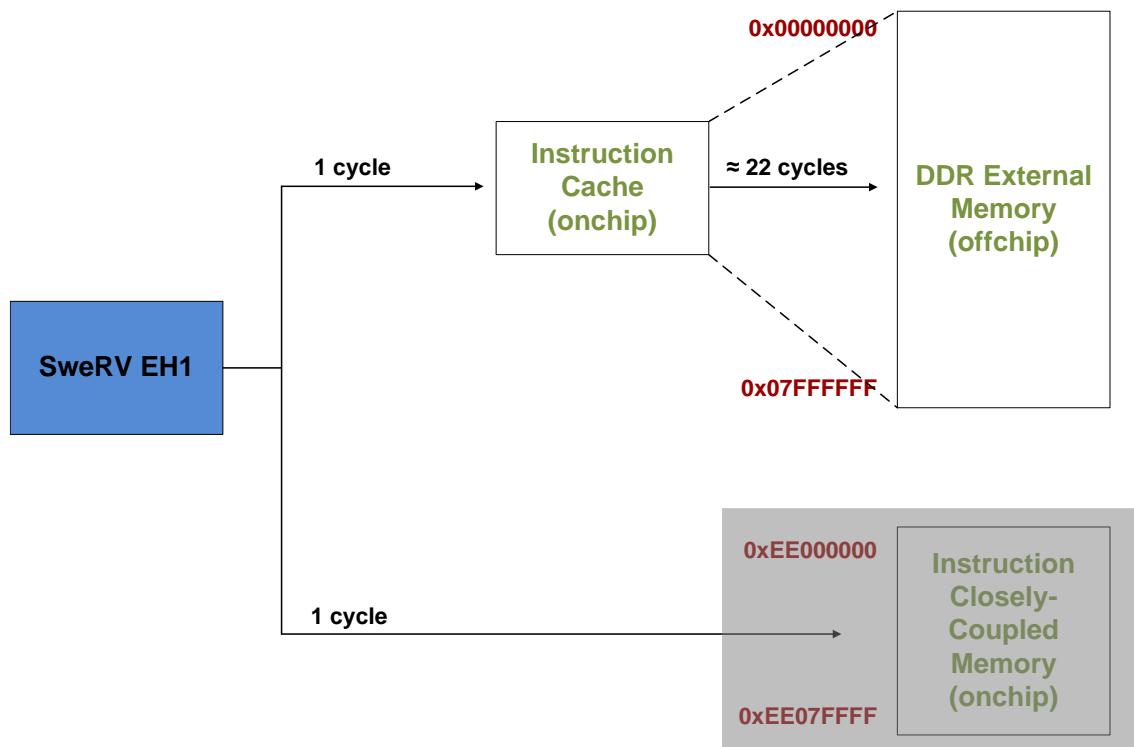 0x00000000
1 cycle
Instruction
Cache
(onchip)
≈ 22 cycles
DDR External
Memory
(offchip)
SweRV EH1
0x07FFFFFF
0xEE000000
1 cycle
Instruction
Closely-
Coupled
Memory
(onchip)
0xEE07FFFF